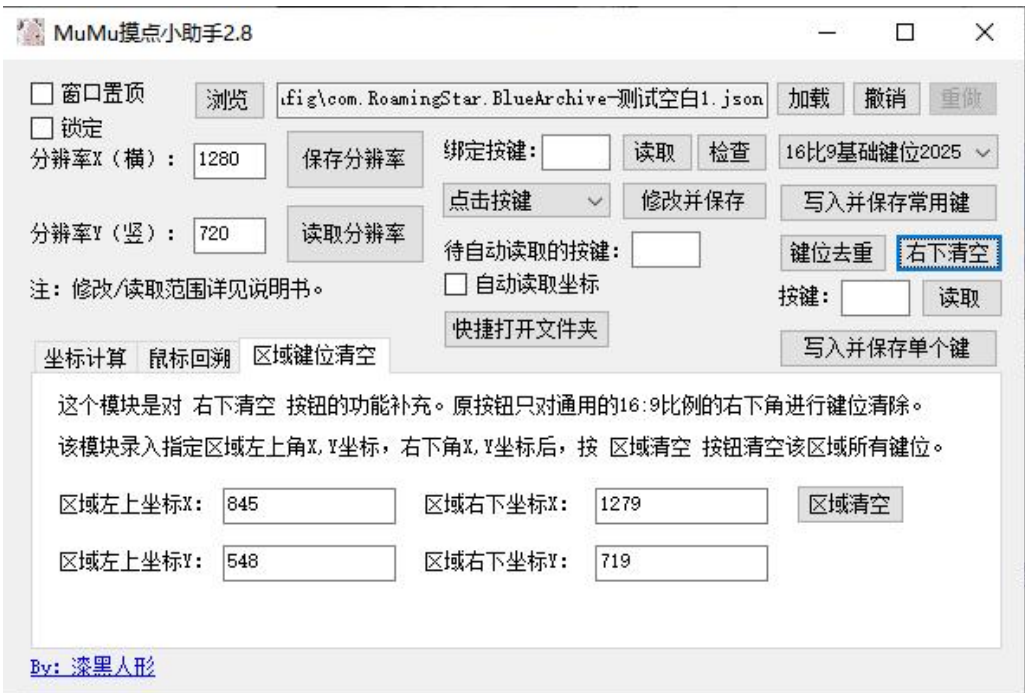 MuMu摸点小助手2.8
窗口置顶
浏览
fig\com.RoamingStar.BlueArchive-测试空白1.json
加载
撤销
重做
锁定
分辨率X（横）：
1280
保存分辨率
绑定按键：
读取
检查
16比9基础键位2025
点击按键
修改并保存
写入并保存常用键
分辨率Y（竖）：
720
读取分辨率
待自动读取的按键：
键位去重
右下清空
注：修改/读取范围详见说明书。
自动读取坐标
按键：
读取
快捷打开文件夹
写入并保存单个键
坐标计算
鼠标回溯
区域键位清空
这个模块是对 右下清空 按钮的功能补充。原按钮只对通用的16:9比例的右下角进行键位清除。
该模块录入指定区域左上角X,Y坐标，右下角X,Y坐标后，按 区域清空 按钮清空该区域所有键位。
区域左上坐标X：
845
区域右下坐标X：
1279
区域清空
区域左上坐标Y：
548
区域右下坐标Y：
719
By: 漆黑人形